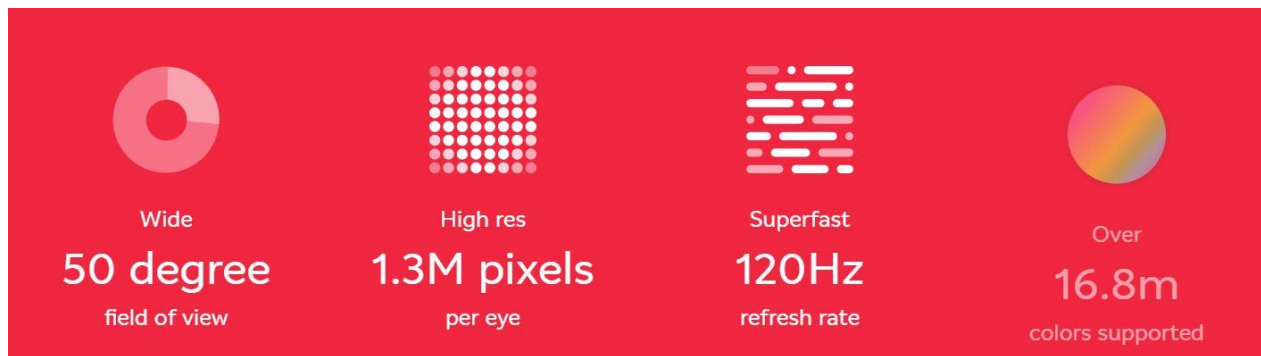 Wide
50 degree
field of view
High res
1.3M pixels
per eye
Superfast
120Hz
refresh rate
Over
16.8m
colors supported